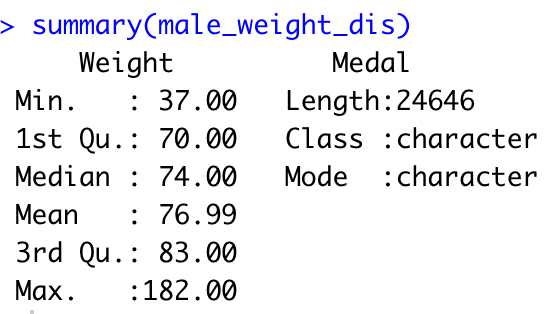 > summary(male_weight_dis)
     Weight          Medal
 Min.   : 37.00   Length:24646
 1st Qu.: 70.00   Class :character
 Median : 74.00   Mode  :character
 Mean   : 76.99
 3rd Qu.: 83.00
 Max.   :182.00